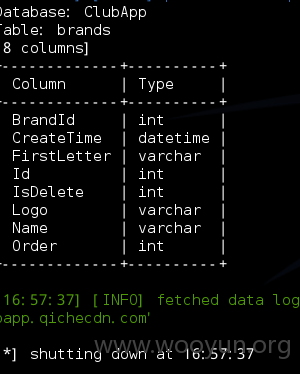 Database: ClubApp
Table: brands
8 columns]
+-------------+----------+
Column | Type |
+-------------+----------+
BrandId | int |
CreateTime | datetime |
FirstLetter | varchar |
Id | int |
IsDelete | int |
Logo | varchar |
Name | varchar |
Order | int |
+-------------+----------+
16:57:37] [INFO] fetched data log
app.qichecdn.com'
*] shutting down at 16:57:37
www.wooyun.org